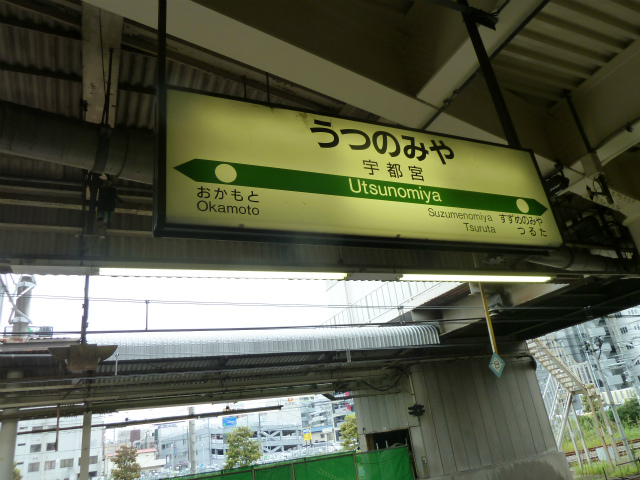 うつのみや
宇都宮
Utsunomiya
おかもと
Okamoto
Suzumenomiya すずめのみや
Tsuruta つるた